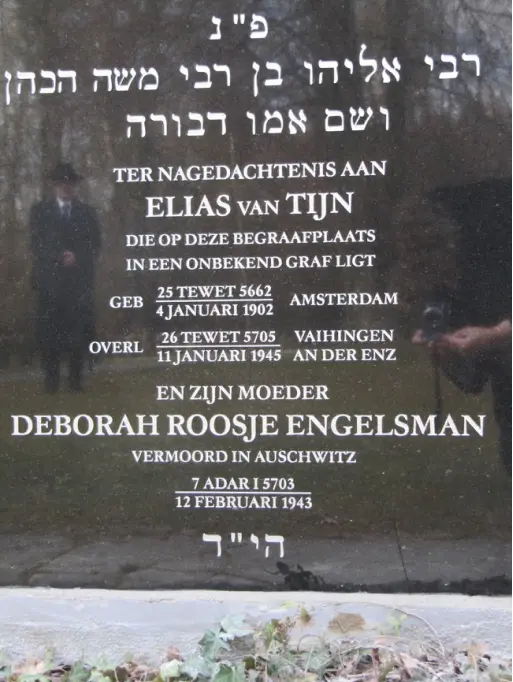 פ"נ
רבי אליהו בן רבי משה הכהן
ושם אמו דבורה
TER NAGEDACHTENIS AAN
ELIAS VAN TIJN
DIE OP DEZE BEGRAAFPLAATS
IN EEN ONBEKEND GRAF LIGT
GEB 25 TEWET 5662 AMSTERDAM
4 JANUARI 1902
OVERL 26 TEWET 5705 VAIHINGEN
11 JANUARI 1945 AN DER ENZ
EN ZIJN MOEDER
DEBORAH ROOSJE ENGELSMAN
VERMOORD IN AUSCHWITZ
7 ADAR I 5703
12 FEBRUARI 1943
הי"ד